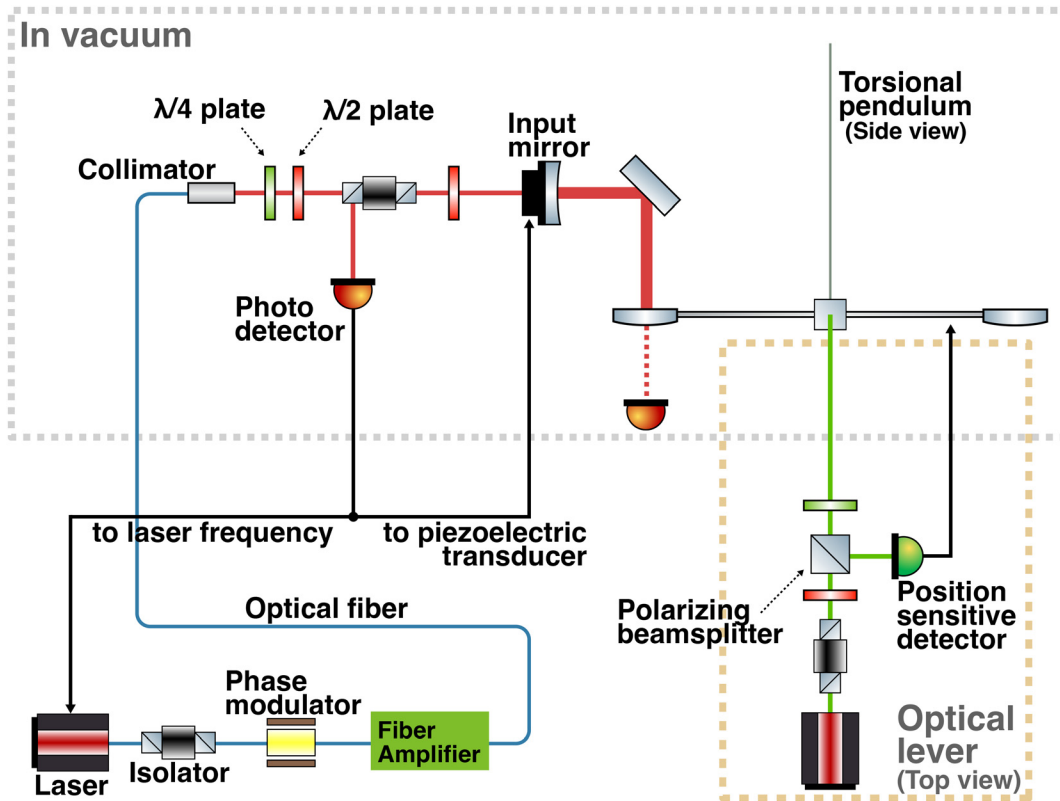 In vacuum
λ/4 plate
λ/2 plate
Collimator
Input
mirror
Torsional
pendulum
(Side view)
Photo
detector
to laser frequency
to piezoelectric
transducer
Optical fiber
Polarizing
beamsplitter
Position
sensitive
detector
Phase
modulator
Fiber
Amplifier
Isolator
Laser
Optical
lever
(Top view)